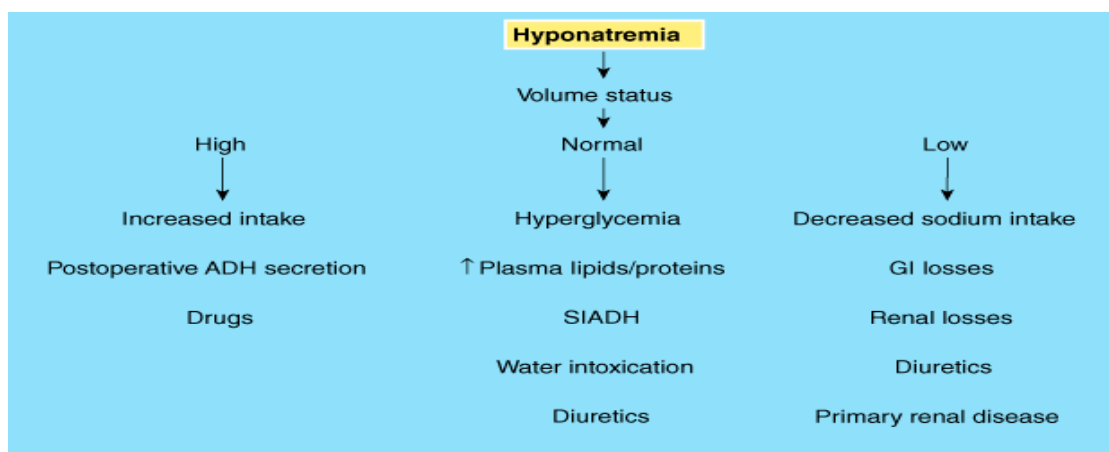 Hyponatremia
Volume status
High
Normal
Low
Increased intake
Hyperglycemia
Decreased sodium intake
Postoperative ADH secretion
↑ Plasma lipids/proteins
GI losses
Drugs
SIADH
Renal losses
Water intoxication
Diuretics
Diuretics
Primary renal disease